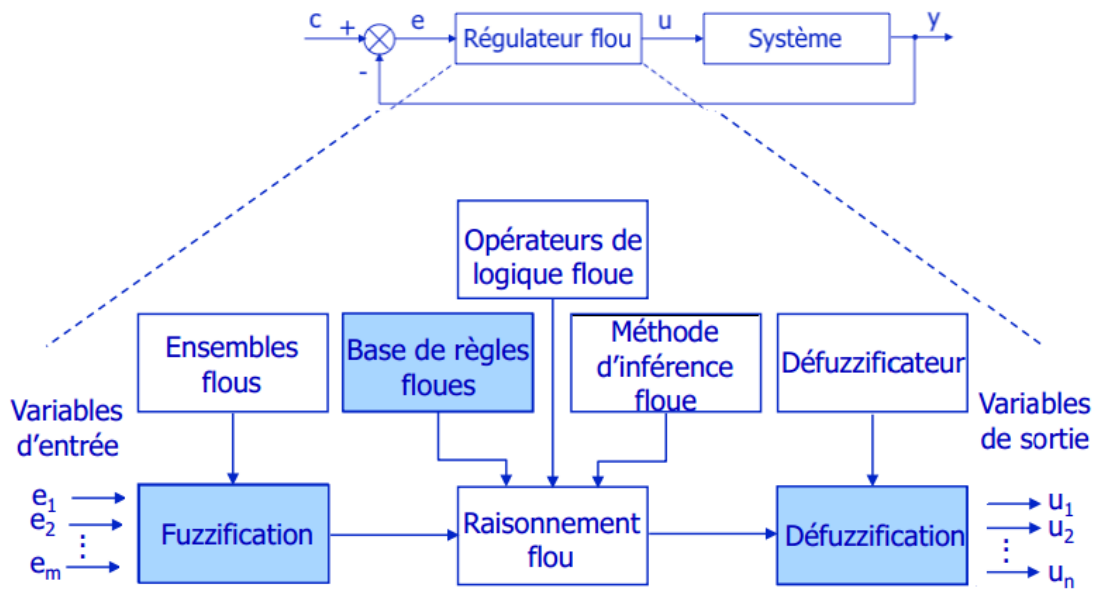 c + e Régulateur flou u Système y
-
Opérateurs de
logique floue
Ensembles
flous
Base de règles
floues
Méthode
d'inférence
floue
Défuzzificateur
Variables
d'entrée
Variables
de sortie
e1
e2
⋮
em
Fuzzification
Raisonnement
flou
Défuzzification
u1
u2
⋮
un